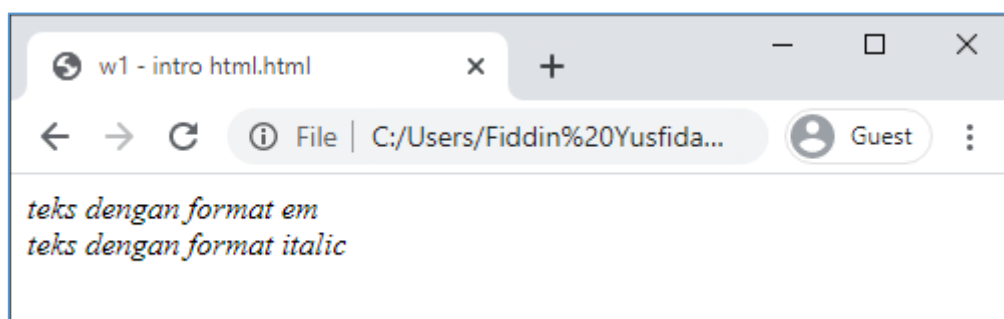 w1 - intro html.html
File | C:/Users/Fiddin%20Yusfida...
Guest
teks dengan format em
teks dengan format italic